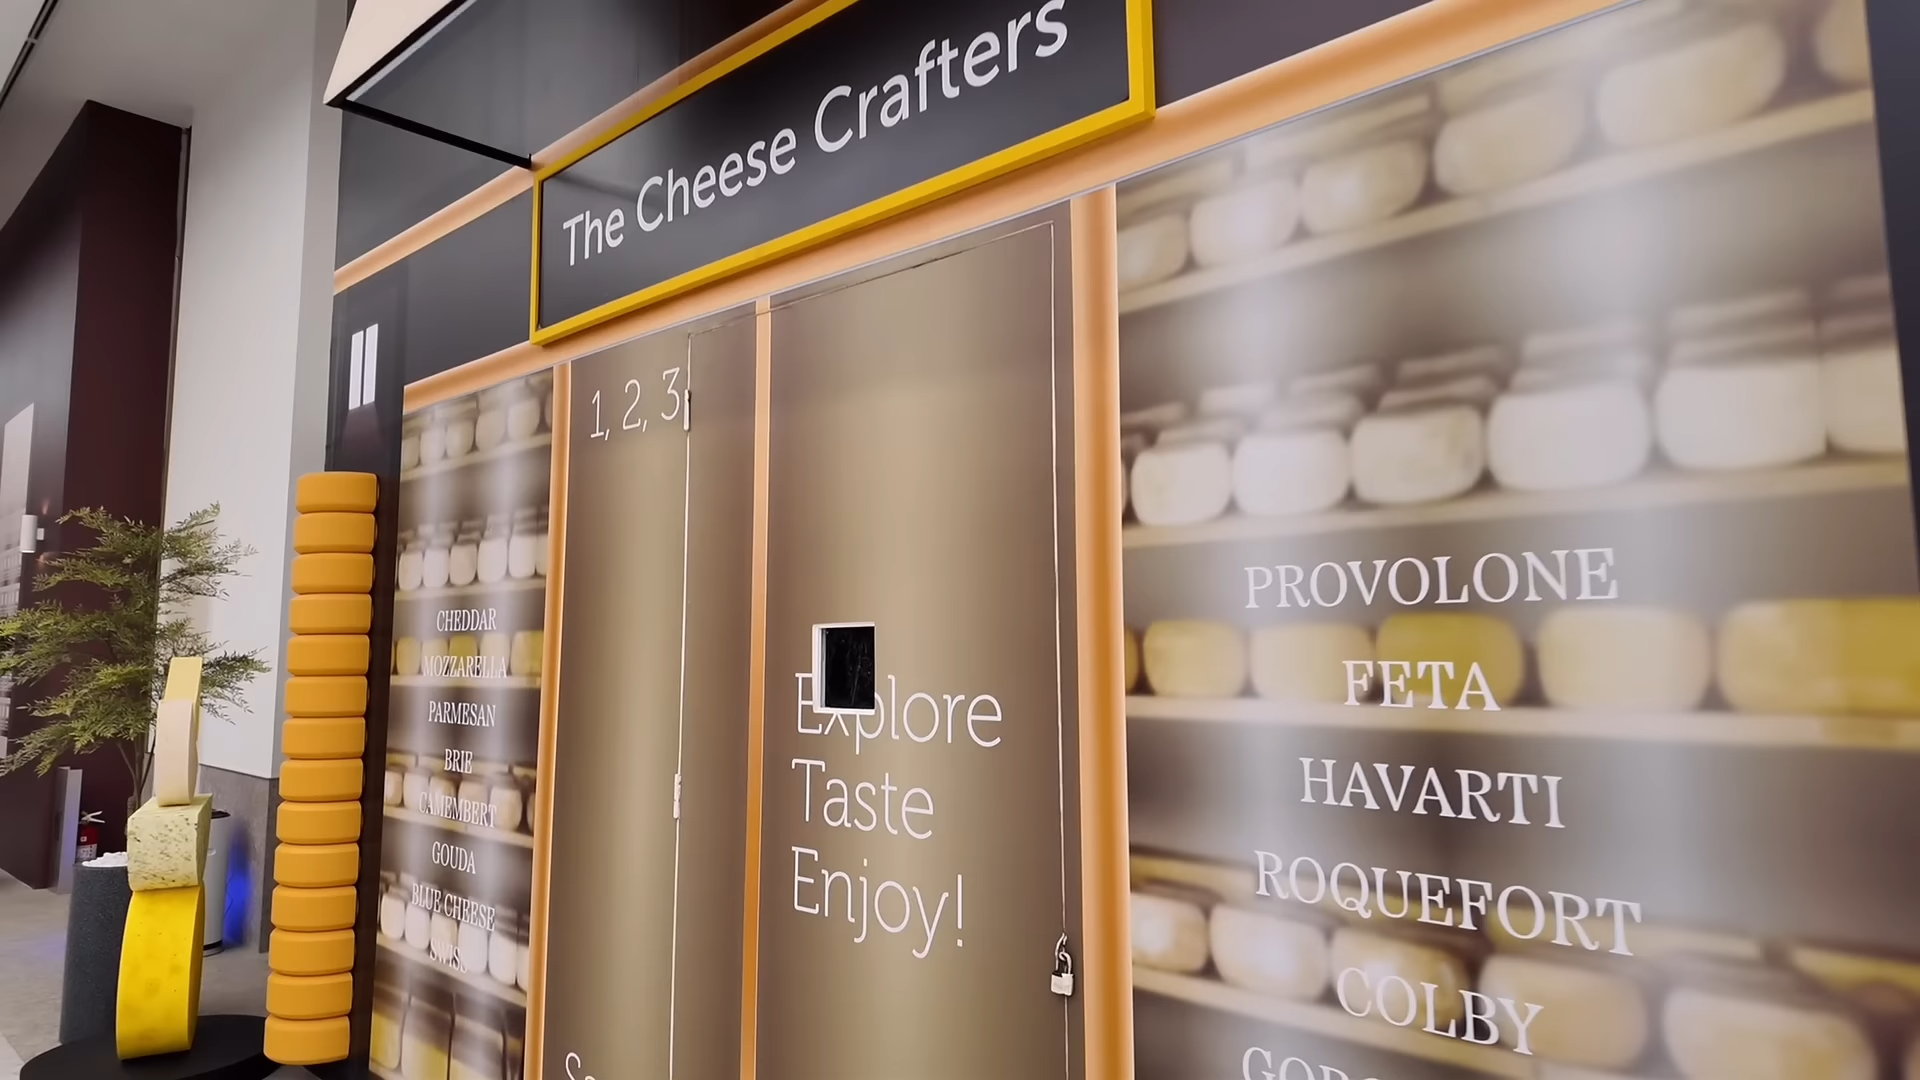 The Cheese Crafters
1, 2, 3
CHEDDAR
MOZZARELLA
PARMESAN
BRIE
CAMEMBERT
GOUDA
BLUE CHEESE
SWISS
Explore
Taste
Enjoy!
PROVOLONE
FETA
HAVARTI
ROQUEFORT
COLBY